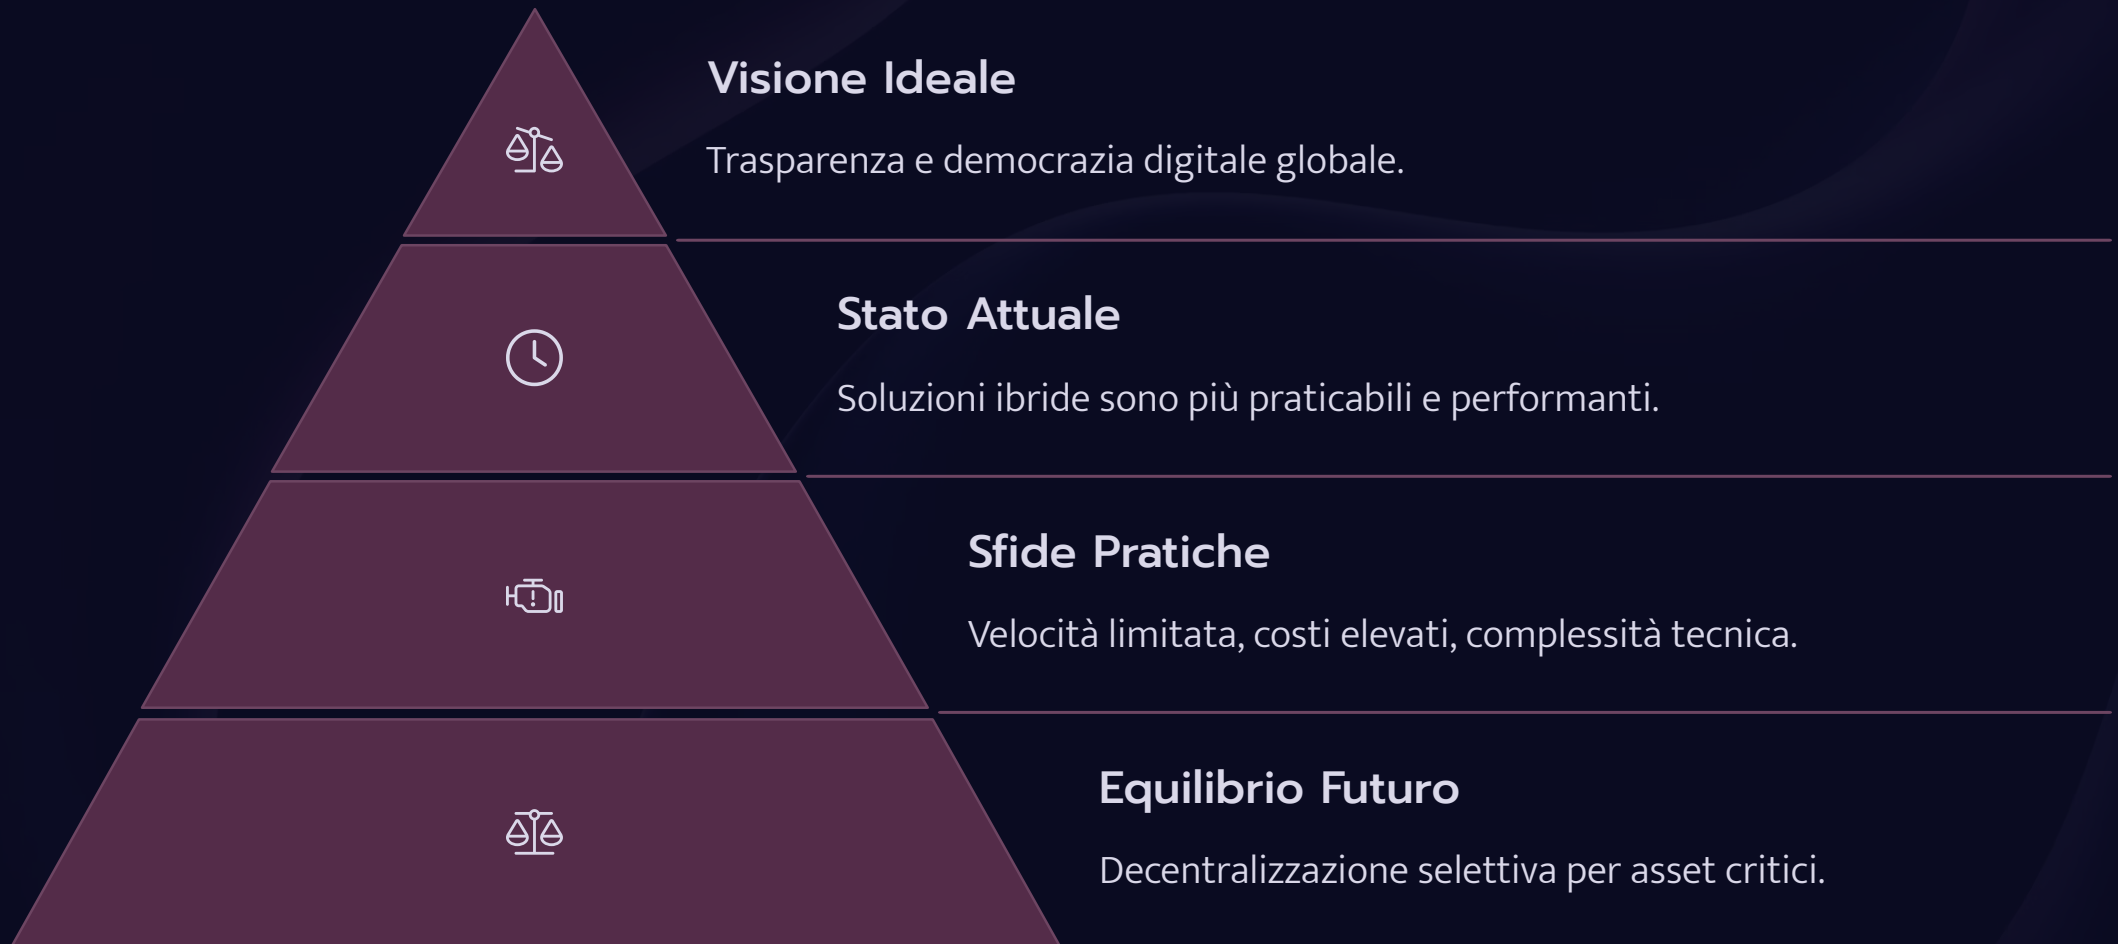 Visione Ideale
Trasparenza e democrazia digitale globale.
Stato Attuale
Soluzioni ibride sono più praticabili e performanti.
Sfide Pratiche
Velocità limitata, costi elevati, complessità tecnica.
Equilibrio Futuro
Decentralizzazione selettiva per asset critici.